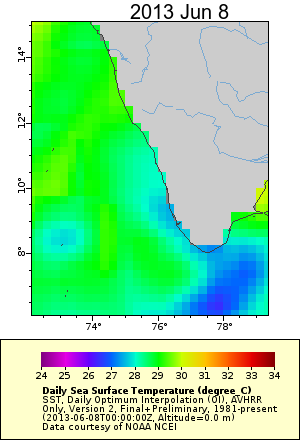 2013 Jun 8
14°
12°
10°
8°
74° 76° 78°
24 25 26 27 28 29 30 31 32 33 34
Daily Sea Surface Temperature (degree_C)
SST, Daily Optimum Interpolation (OI), AVHRR
Only, Version 2, Final+Preliminary, 1981-present
(2013-06-08T00:00:00Z, Altitude=0.0 m)
Data courtesy of NOAA NCEI